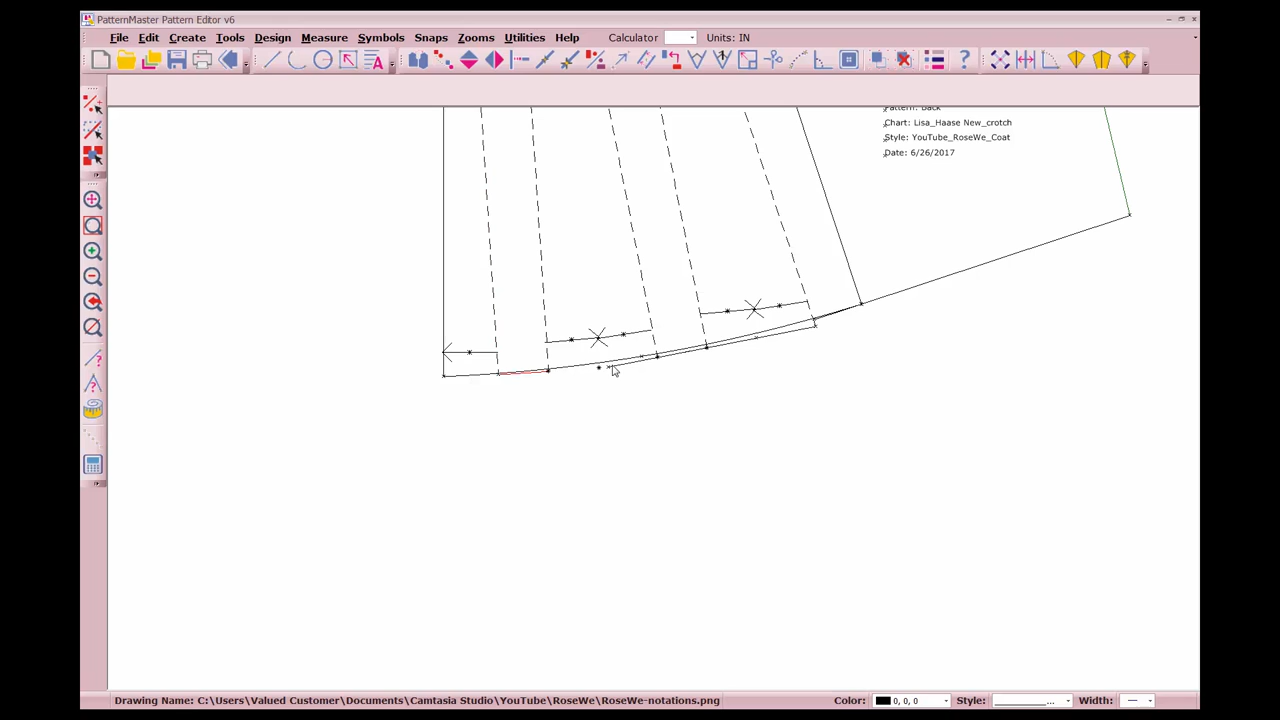 PatternMaster Pattern Editor v6
File Edit Create Tools Design Measure Symbols Snaps Zooms Utilities Help Calculator Units: IN
Pattern: Back
Chart: Lisa_Haase New_crotch
Style: YouTube_RoseWe_Coat
Date: 6/26/2017
Drawing Name: C:\Users\Valued Customer\Documents\Camtasia Studio\YouTube\RoseWe\RoseWe-notations.png Color: 0, 0, 0 Style: ... Width: